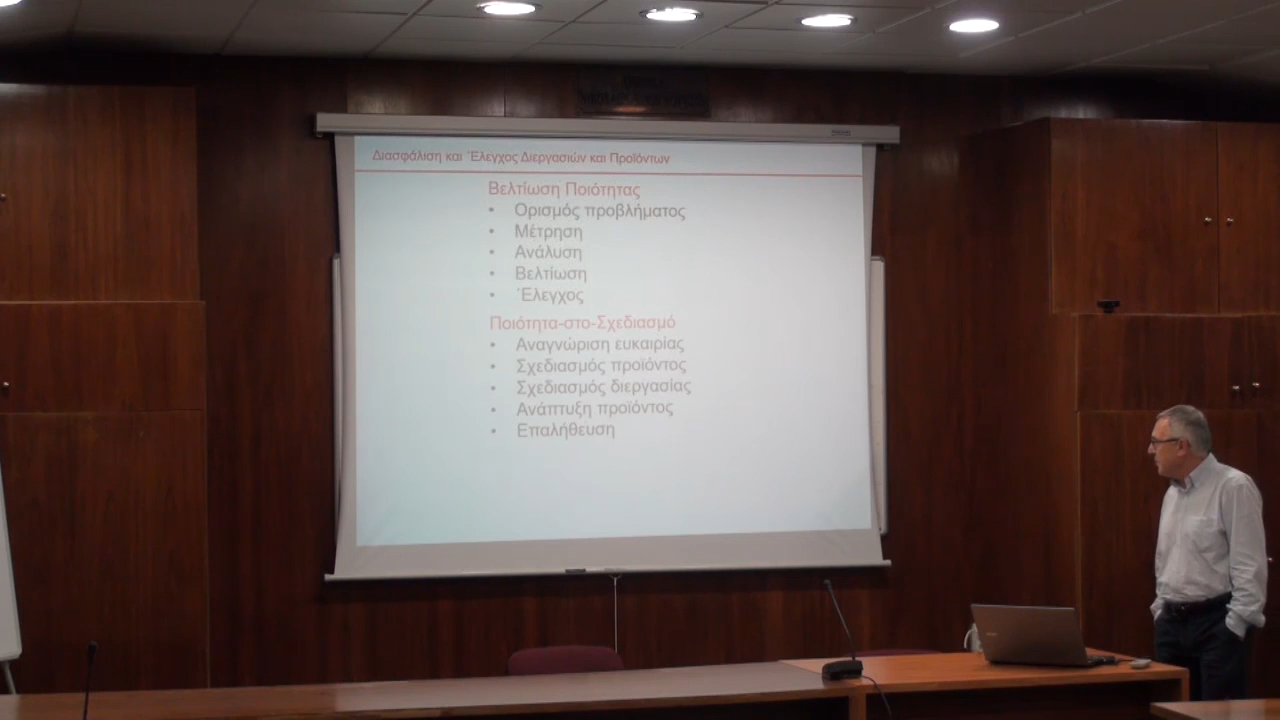 Διασφάλιση και Έλεγχος Διεργασιών και Προϊόντων
Βελτίωση Ποιότητας
• Ορισμός προβλήματος
• Μέτρηση
• Ανάλυση
• Βελτίωση
• Έλεγχος
Ποιότητα-στο-Σχεδιασμό
• Αναγνώριση ευκαιρίας
• Σχεδιασμός προϊόντος
• Σχεδιασμός διεργασίας
• Ανάπτυξη προϊόντος
• Επαλήθευση